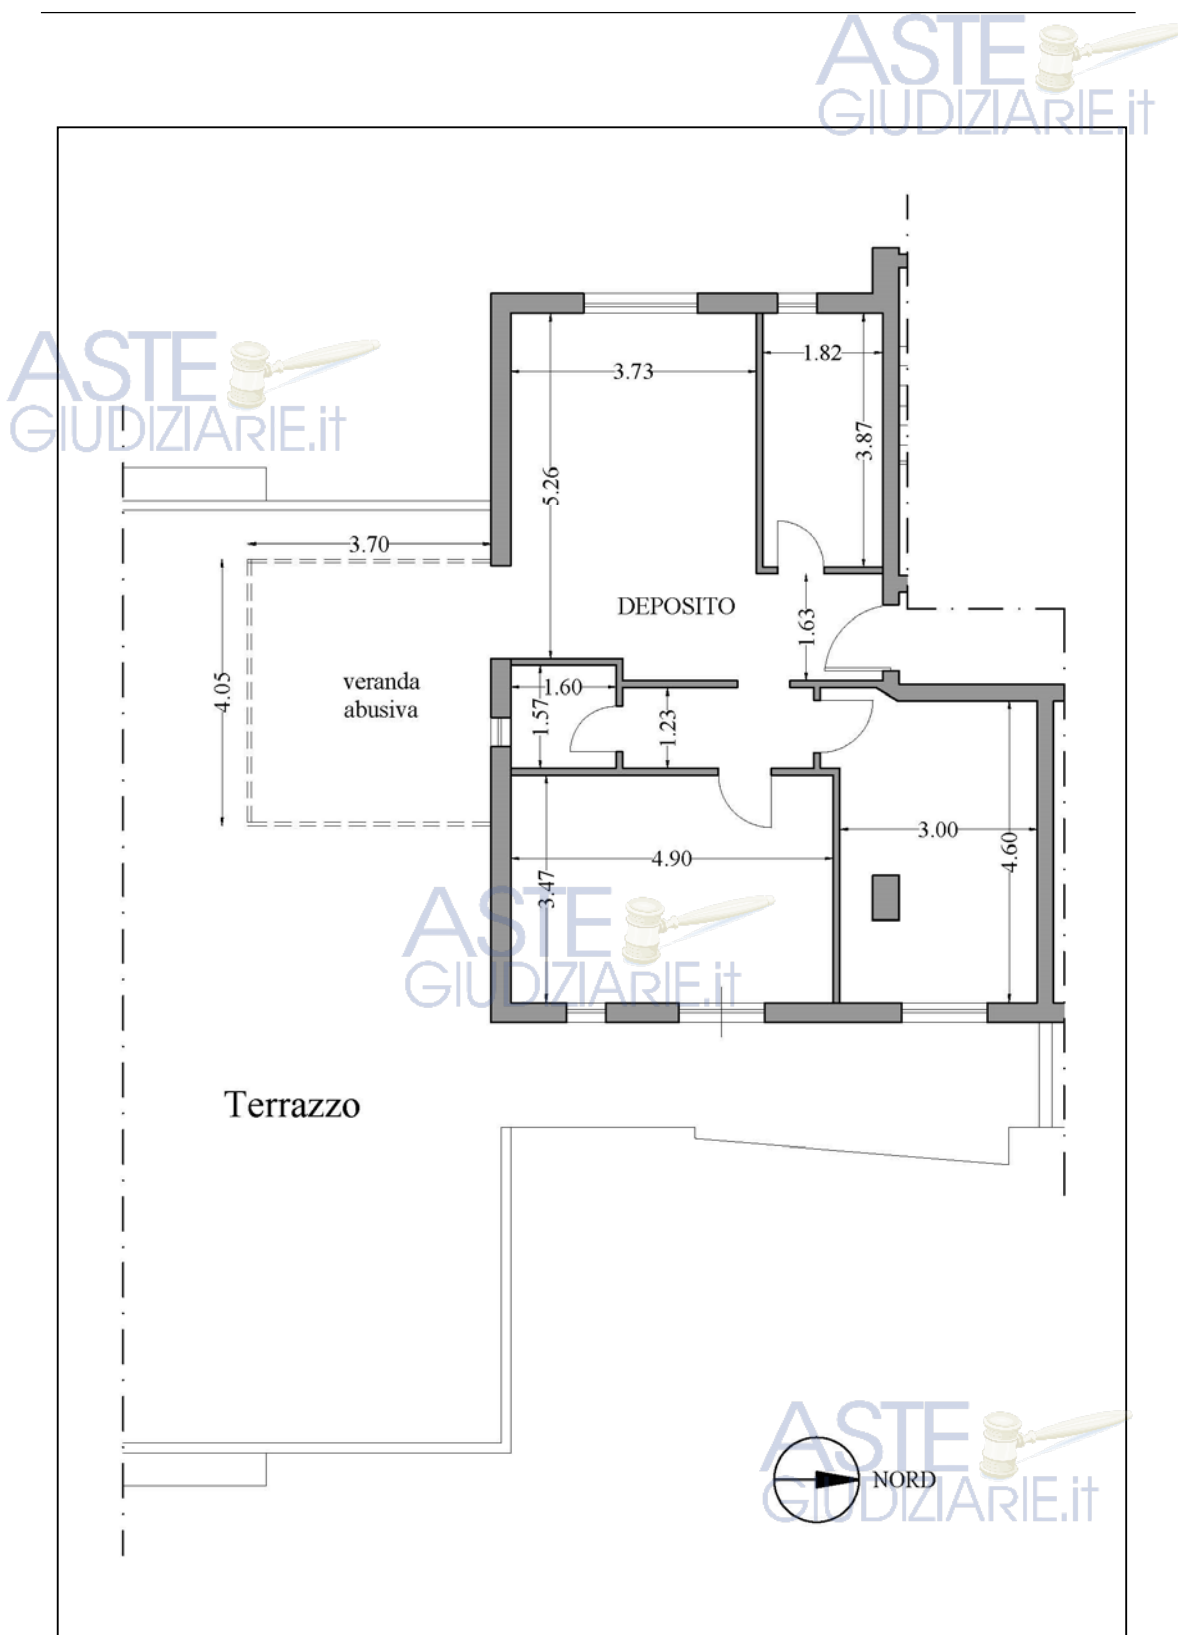 ASTE
GIUDIZIARIE.it
ASTE
GIUDIZIARIE.it
1.82
3.73
3.87
5.26
3.70
DEPOSITO
1.63
4.05
veranda
abusiva
1.60
1.57
1.23
3.00
4.60
4.90
3.47
ASTE
GIUDIZIARIE.it
Terrazzo
ASTE
GIUDIZIARIE.it
NORD